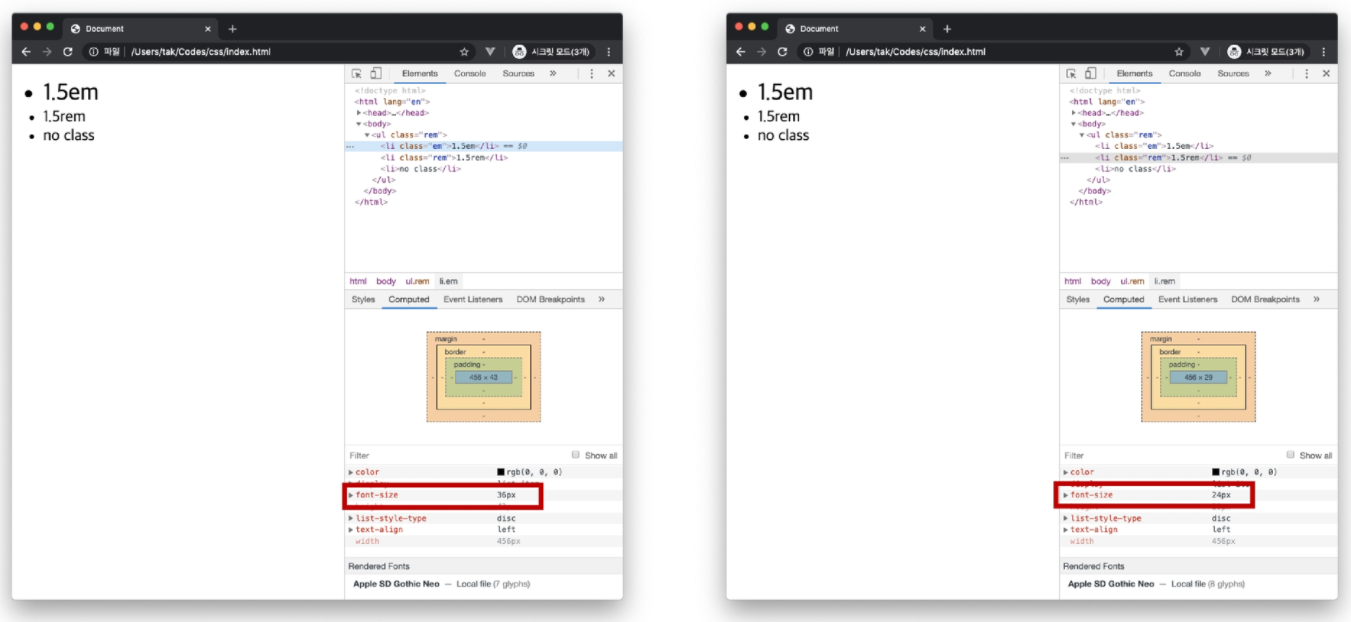 Document × +
파일 /Users/tak/Codes/css/index.html 시크릿 모드(3개)
1.5em
1.5rem
no class
Elements Console Sources »
<!doctype html>
<html lang="en">
<head>…</head>
<body>
<ul class="rem">
<li class="em">1.5em</li> == $0
<li class="rem">1.5rem</li>
<li>no class</li>
</ul>
</body>
</html>
html body ul.rem li.em
Styles Computed Event Listeners DOM Breakpoints »
margin -
border -
padding -
456 × 43
Filter Show all
color rgb(0, 0, 0)
font-size 36px
list-style-type disc
text-align left
width 456px
Rendered Fonts
Apple SD Gothic Neo — Local file (7 glyphs)
Document × +
파일 /Users/tak/Codes/css/index.html 시크릿 모드(3개)
1.5em
1.5rem
no class
Elements Console Sources »
<!doctype html>
<html lang="en">
<head>…</head>
<body>
<ul class="rem">
<li class="em">1.5em</li>
<li class="rem">1.5rem</li> == $0
<li>no class</li>
</ul>
</body>
</html>
html body ul.rem li.rem
Styles Computed Event Listeners DOM Breakpoints »
margin -
border -
padding -
456 × 29
Filter Show all
color rgb(0, 0, 0)
font-size 24px
list-style-type disc
text-align left
width 456px
Rendered Fonts
Apple SD Gothic Neo — Local file (8 glyphs)